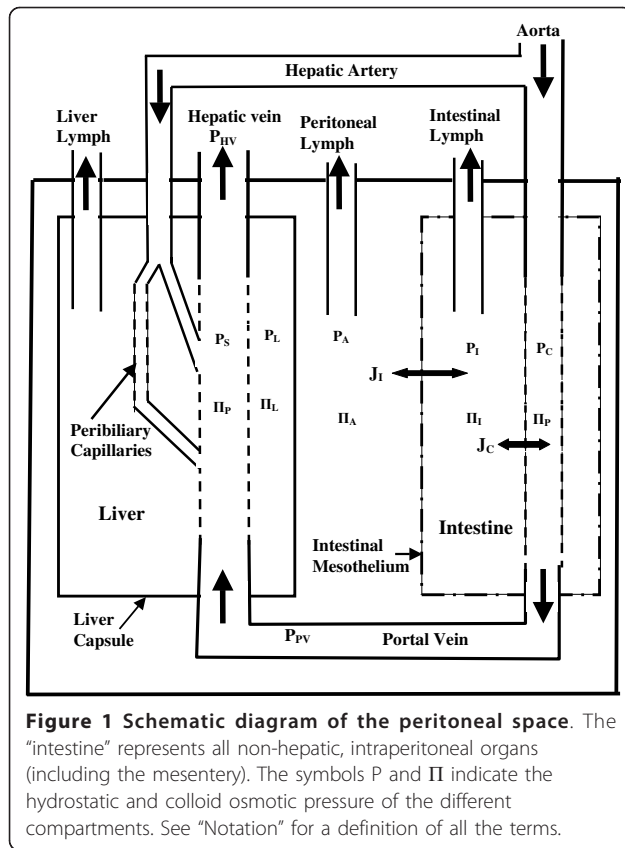 Aorta
Hepatic Artery
Liver
Lymph
Hepatic vein
P_HV
Peritoneal
Lymph
Intestinal
Lymph
P_S
P_L
P_A
P_I
P_C
J_I
Π_P
Π_L
Π_A
Π_I
Π_P
J_C
Peribiliary
Capillaries
Liver
Intestine
Intestinal
Mesothelium
Liver
Capsule
P_PV
Portal Vein
Figure 1 Schematic diagram of the peritoneal space. The
"intestine" represents all non-hepatic, intraperitoneal organs
(including the mesentery). The symbols P and Π indicate the
hydrostatic and colloid osmotic pressure of the different
compartments. See "Notation" for a definition of all the terms.